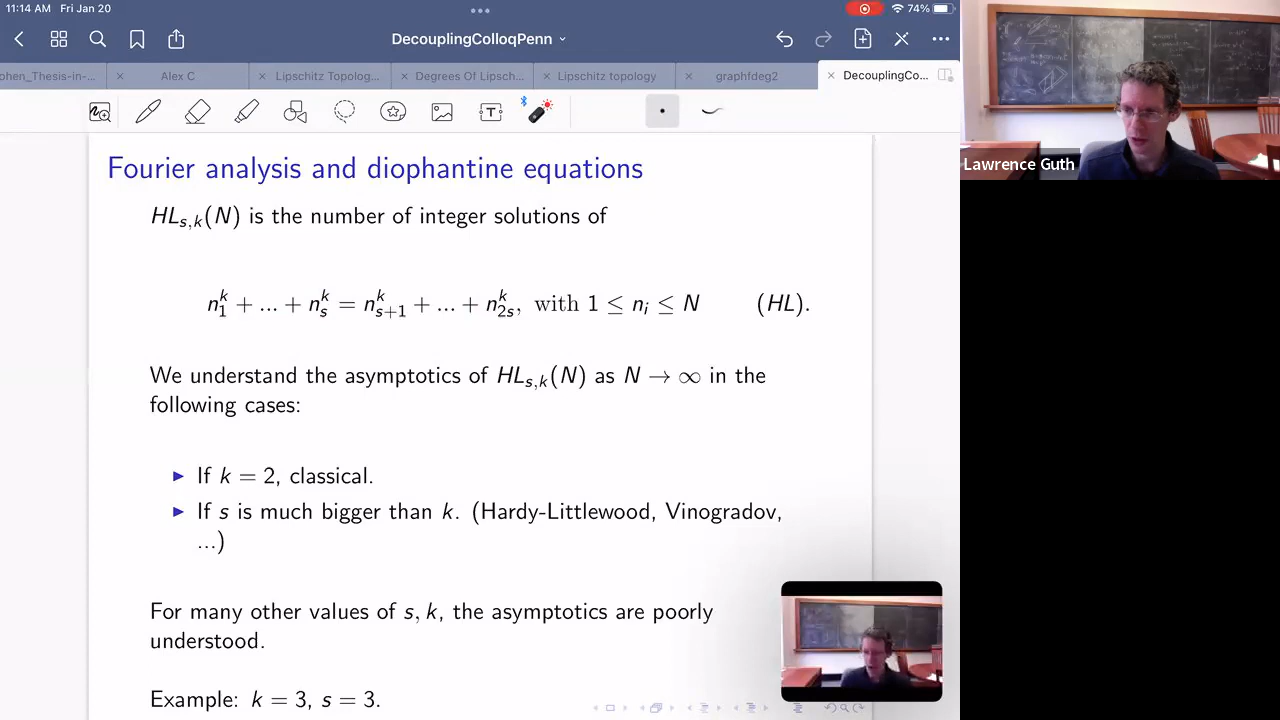 11:14 AM Fri Jan 20
74%
DecouplingColloqPenn
ohen_Thesis-in-...
Alex C
Lipschitz Topolog...
Degrees Of Lipsch...
Lipschitz topology
graphfdeg2
DecouplingCo...
Lawrence Guth
Fourier analysis and diophantine equations
HL_{s,k}(N) is the number of integer solutions of
n_1^k + ... + n_s^k = n_{s+1}^k + ... + n_{2s}^k, with 1 ≤ n_i ≤ N (HL).
We understand the asymptotics of HL_{s,k}(N) as N → ∞ in the
following cases:
▶ If k = 2, classical.
▶ If s is much bigger than k. (Hardy-Littlewood, Vinogradov,
...)
For many other values of s, k, the asymptotics are poorly
understood.
Example: k = 3, s = 3.